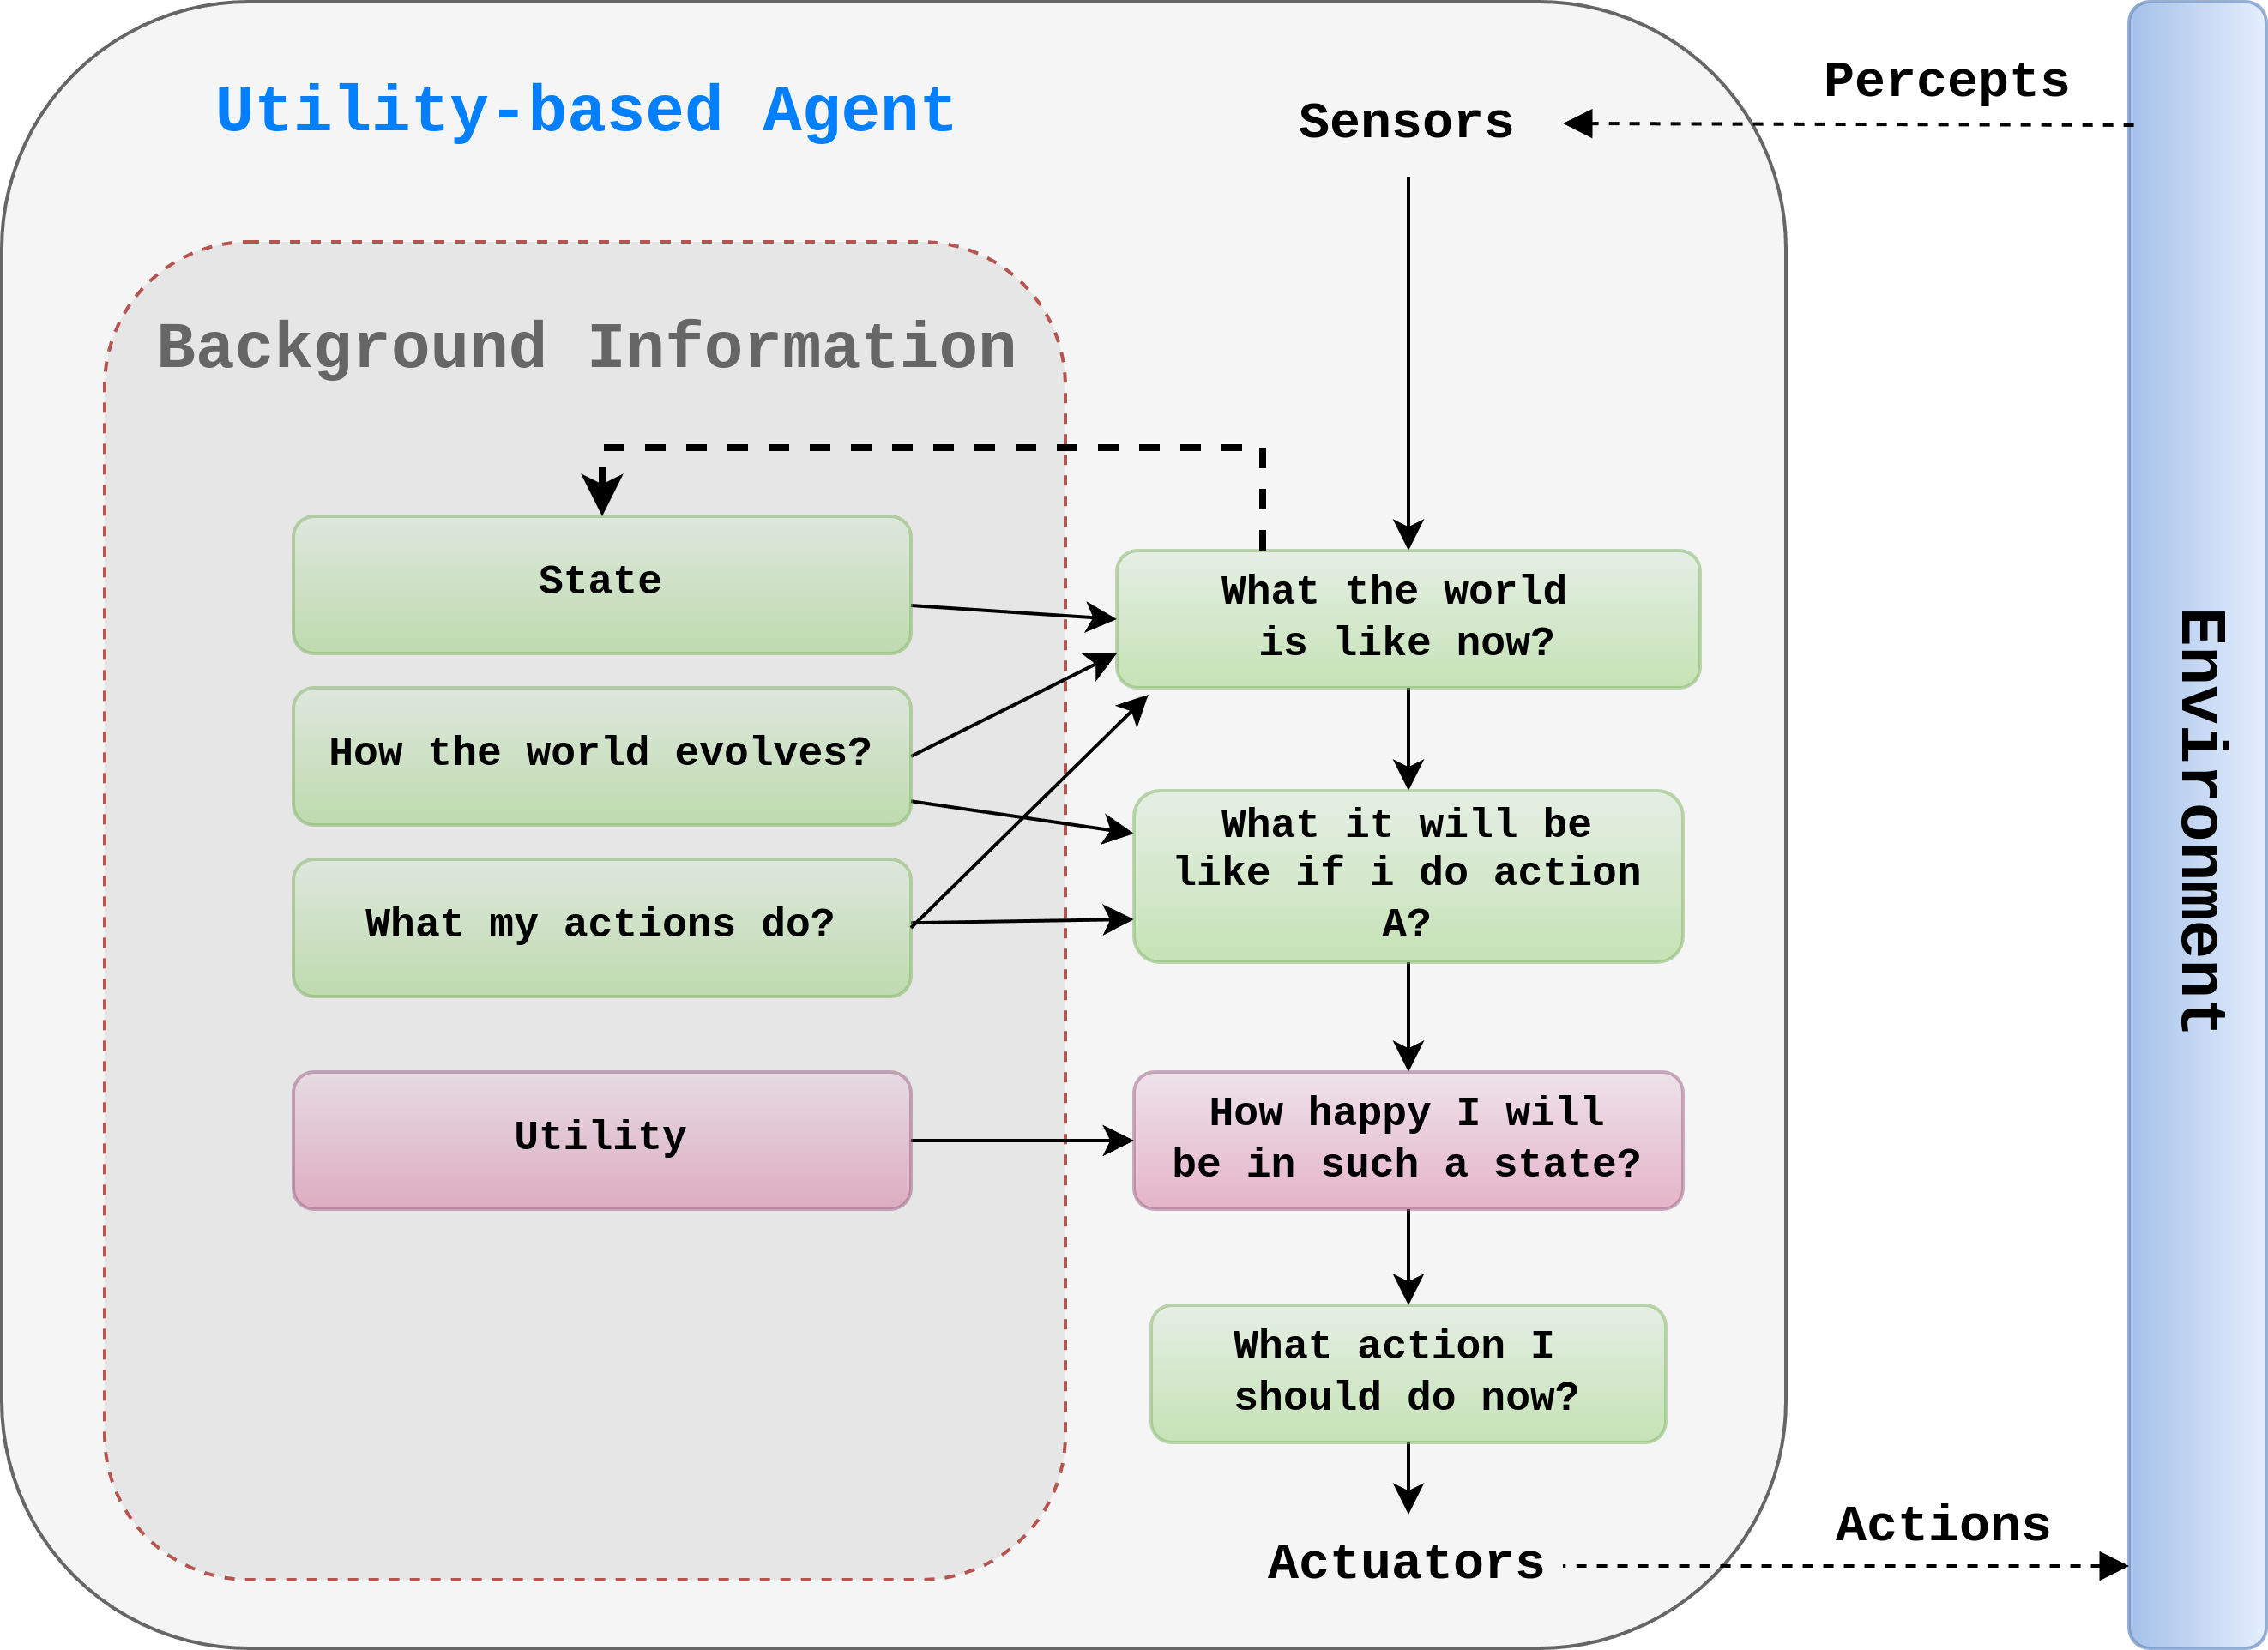 Utility-based Agent
Sensors
Percepts
Background Information
State
What the world
is like now?
How the world evolves?
What it will be
like if i do action
A?
What my actions do?
Utility
How happy I will
be in such a state?
What action I
should do now?
Actuators
Actions
Environment